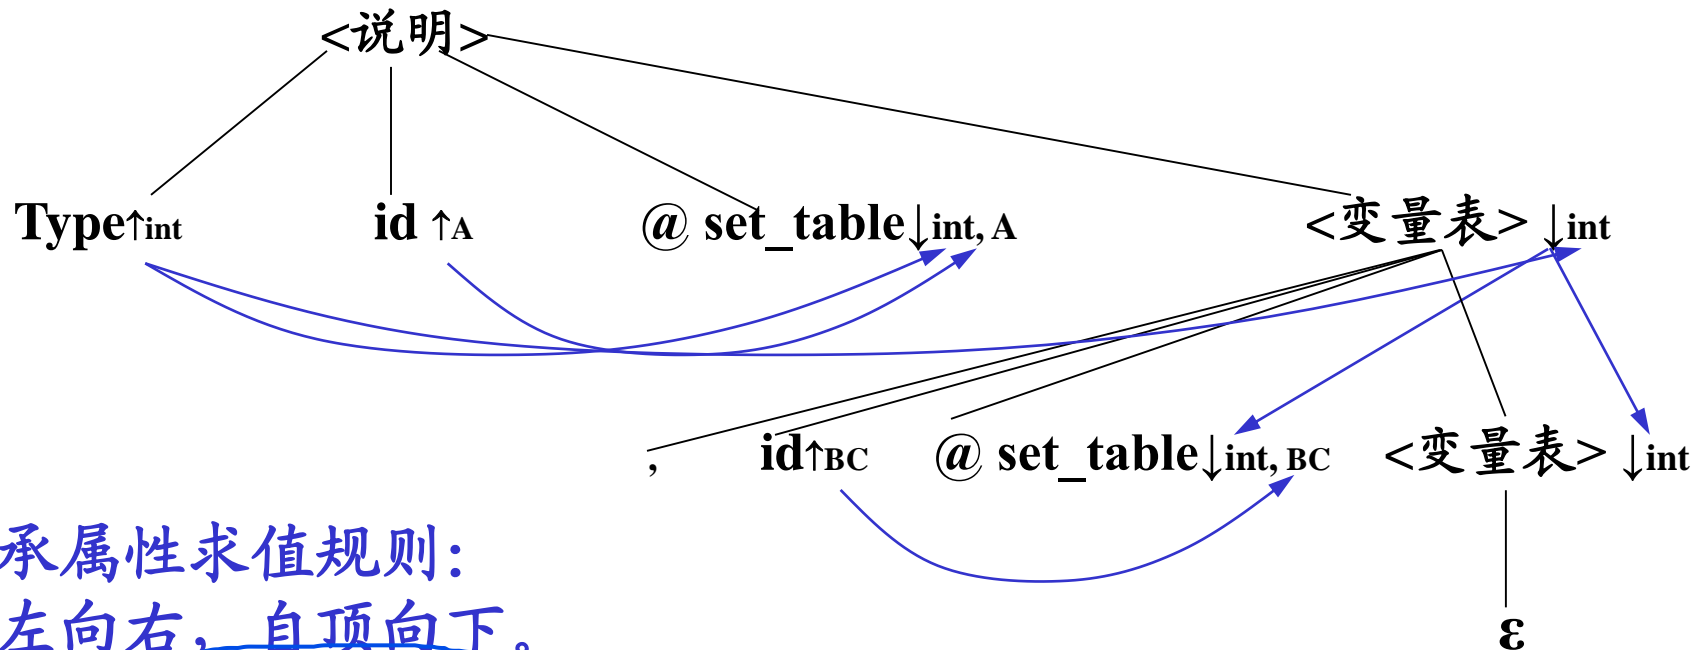 <说明>
Type↑int id ↑A @ set_table↓int, A <变量表> ↓int
, id↑BC @ set_table↓int, BC <变量表> ↓int
承属性求值规则：
左向右，自顶向下。
ε